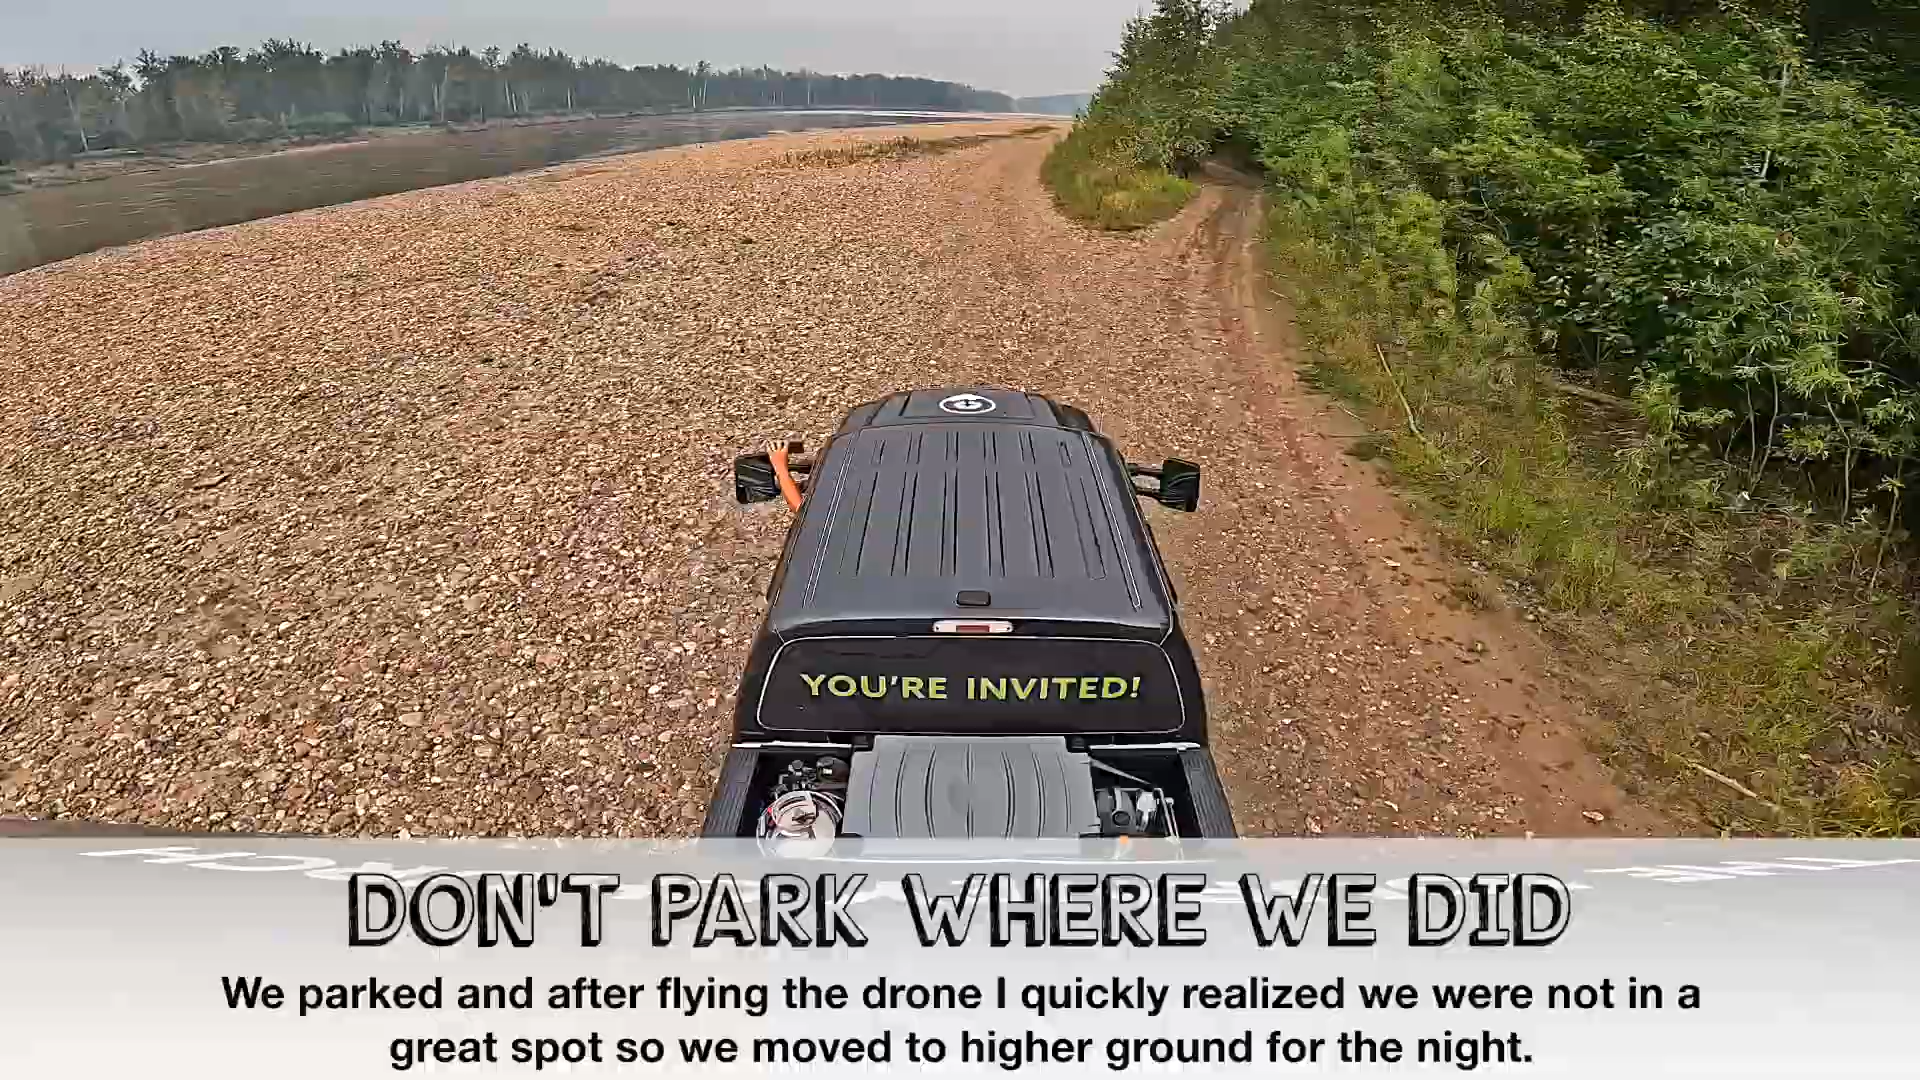 YOU'RE INVITED!
DON'T PARK WHERE WE DID
We parked and after flying the drone I quickly realized we were not in a
great spot so we moved to higher ground for the night.